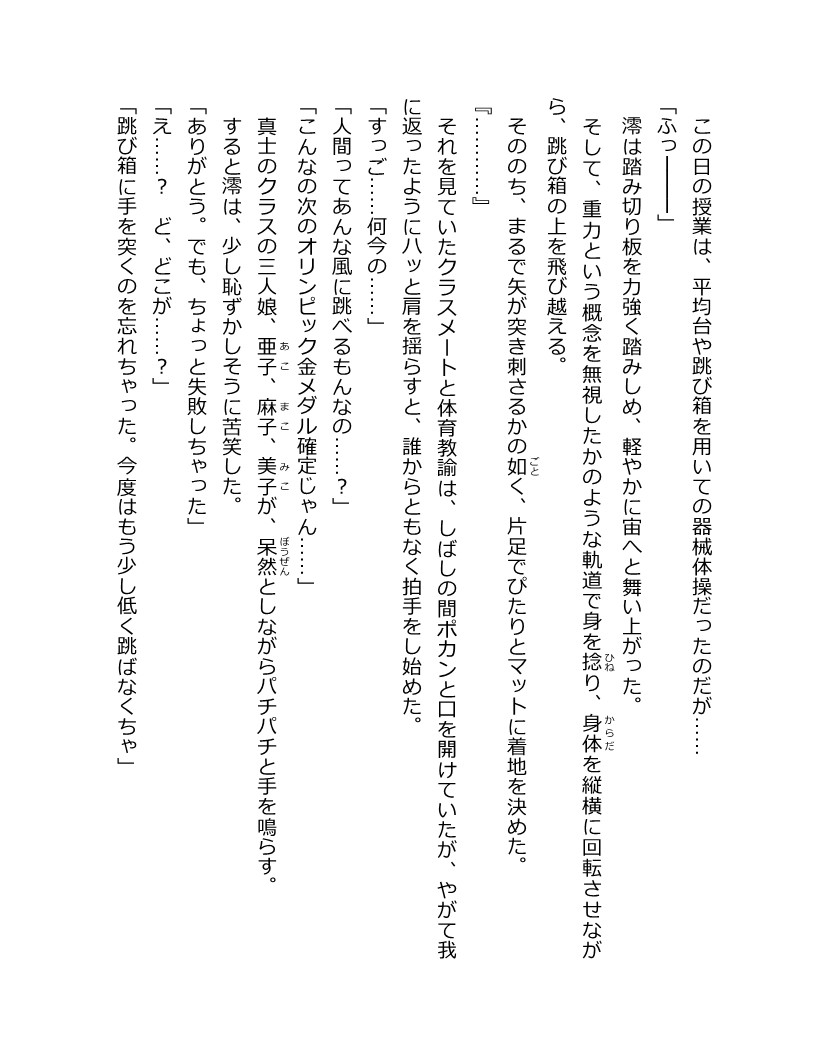 この日の授業は、平均台や跳び箱を用いての器械体操だったのだが……
「ふっ――」
澪は踏み切り板を力強く踏みしめ、軽やかに宙へと舞い上がった。
そして、重力という概念を無視したかのような軌道で身を捻り、身体を縦横に回転させなが
ら、跳び箱の上を飛び越える。
そののち、まるで矢が突き刺さるかの如く、片足でぴたりとマットに着地を決めた。
『…………』
それを見ていたクラスメートと体育教諭は、しばしの間ポカンと口を開けていたが、やがて我
に返ったようにハッと肩を揺らすと、誰からともなく拍手をし始めた。
「すっご……何今の……」
「人間ってあんな風に跳べるもんなの……？」
「こんなの次のオリンピック金メダル確定じゃん……」
真士のクラスの三人娘、亜子、麻子、美子が、呆然としながらパチパチと手を鳴らす。
すると澪は、少し恥ずかしそうに苦笑した。
「ありがとう。でも、ちょっと失敗しちゃった」
「え……？　ど、どこが……？」
「跳び箱に手を突くのを忘れちゃった。今度はもう少し低く跳ばなくちゃ」